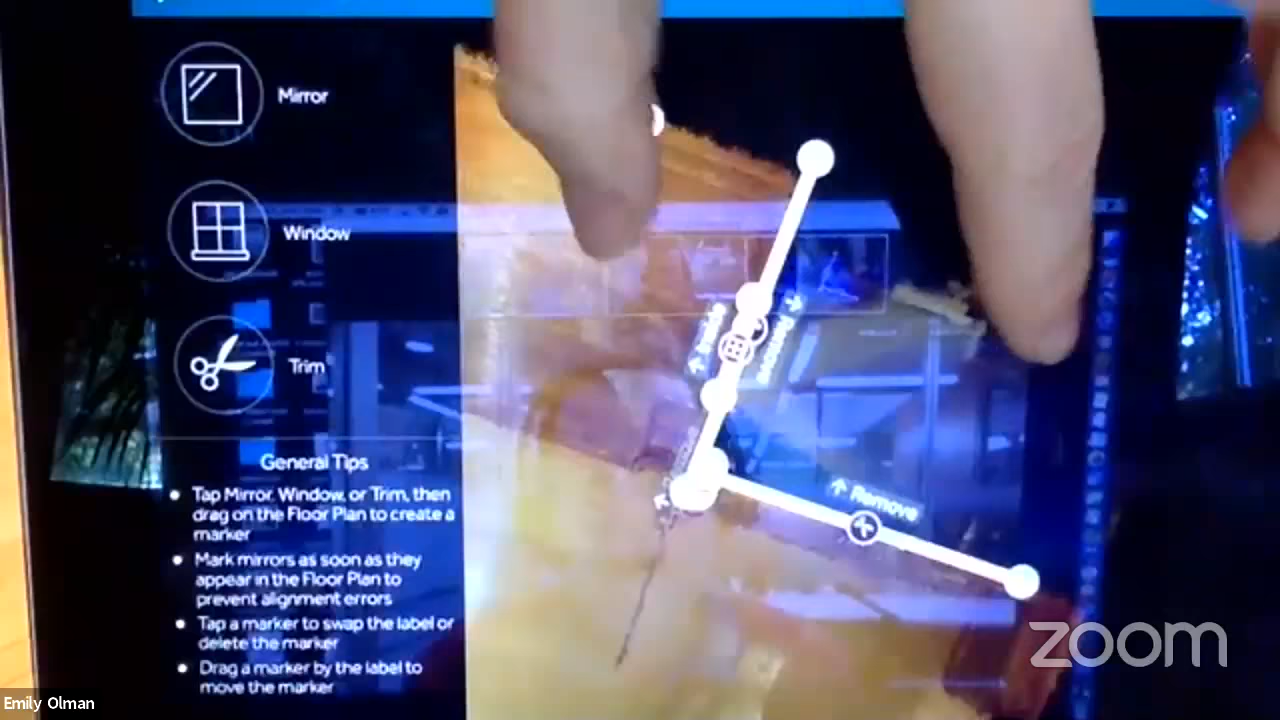 Mirror
Window
Trim
Inside
Remove
Remove
General Tips
Tap Mirror, Window, or Trim, then
drag on the Floor Plan to create a
marker
Mark mirrors as soon as they
appear in the Floor Plan to
prevent alignment errors
Tap a marker to swap the label or
delete the marker
Drag a marker by the label to
move the marker
zoom
Emily Olman